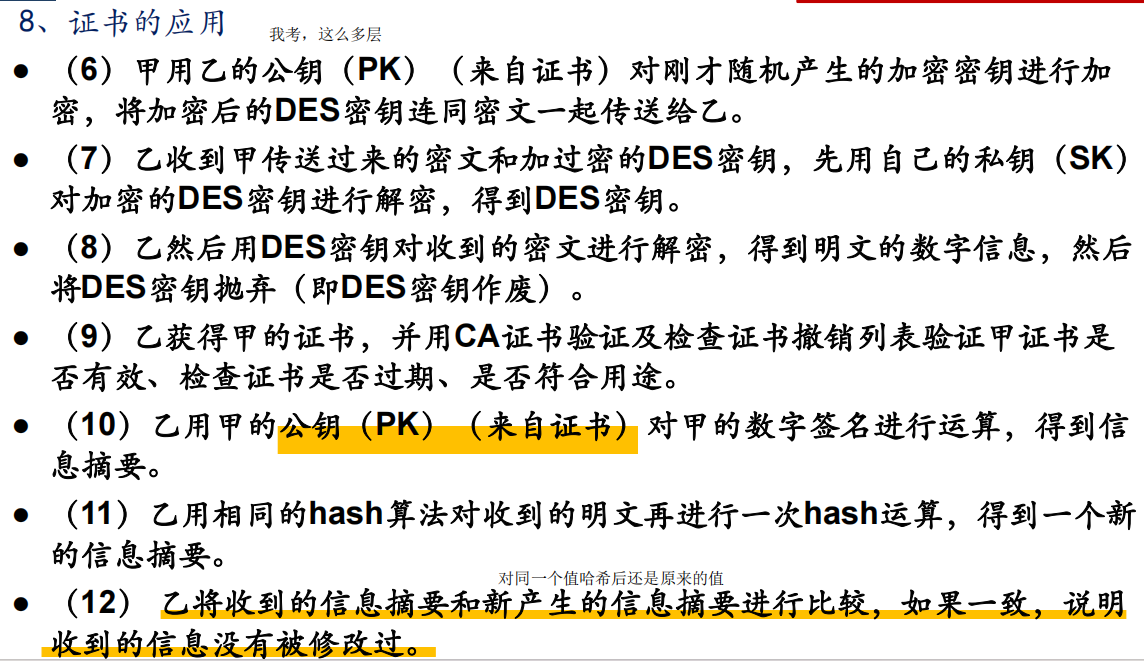 8、证书的应用
我考，这么多层
● （6）甲用乙的公钥（PK）（来自证书）对刚才随机产生的加密密钥进行加
密，将加密后的DES密钥连同密文一起传送给乙。
● （7）乙收到甲传送过来的密文和加过密的DES密钥，先用自己的私钥（SK）
对加密的DES密钥进行解密，得到DES密钥。
● （8）乙然后用DES密钥对收到的密文进行解密，得到明文的数字信息，然后
将DES密钥抛弃（即DES密钥作废）。
● （9）乙获得甲的证书，并用CA证书验证及检查证书撤销列表验证甲证书是
否有效、检查证书是否过期、是否符合用途。
● （10）乙用甲的公钥（PK）（来自证书）对甲的数字签名进行运算，得到信
息摘要。
● （11）乙用相同的hash算法对收到的明文再进行一次hash运算，得到一个新
的信息摘要。
对同一个值哈希后还是原来的值
● （12） 乙将收到的信息摘要和新产生的信息摘要进行比较，如果一致，说明
收到的信息没有被修改过。